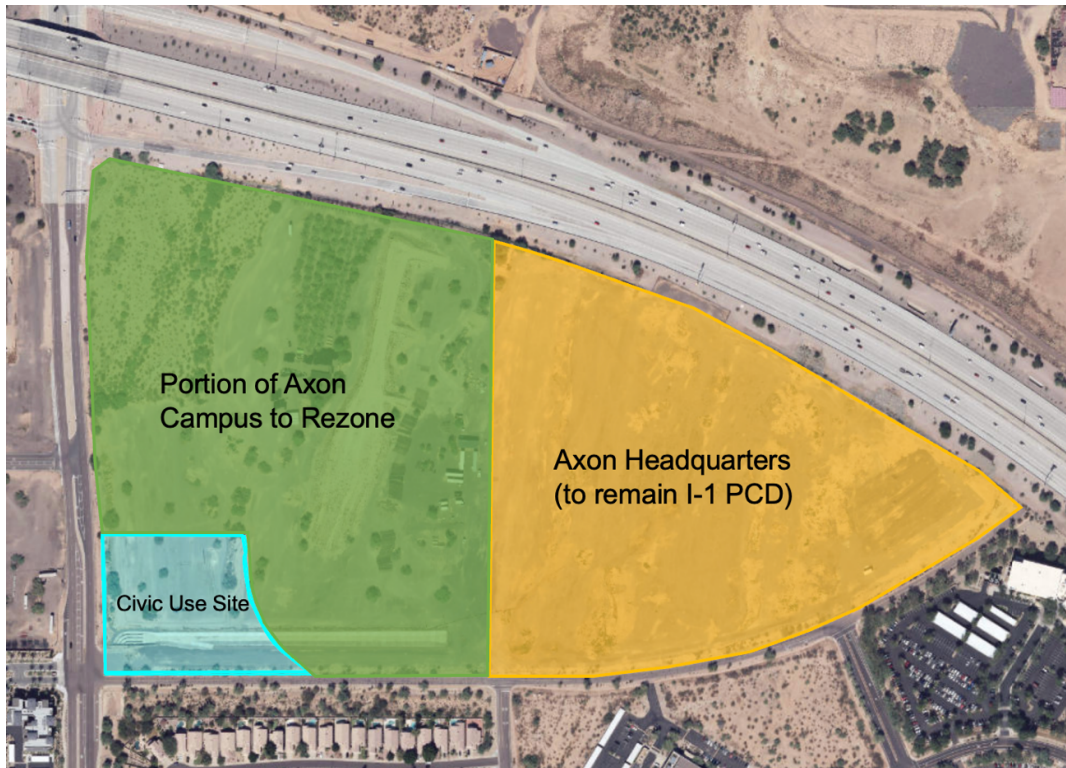 Portion of Axon
Campus to Rezone
Axon Headquarters
(to remain I-1 PCD)
Civic Use Site